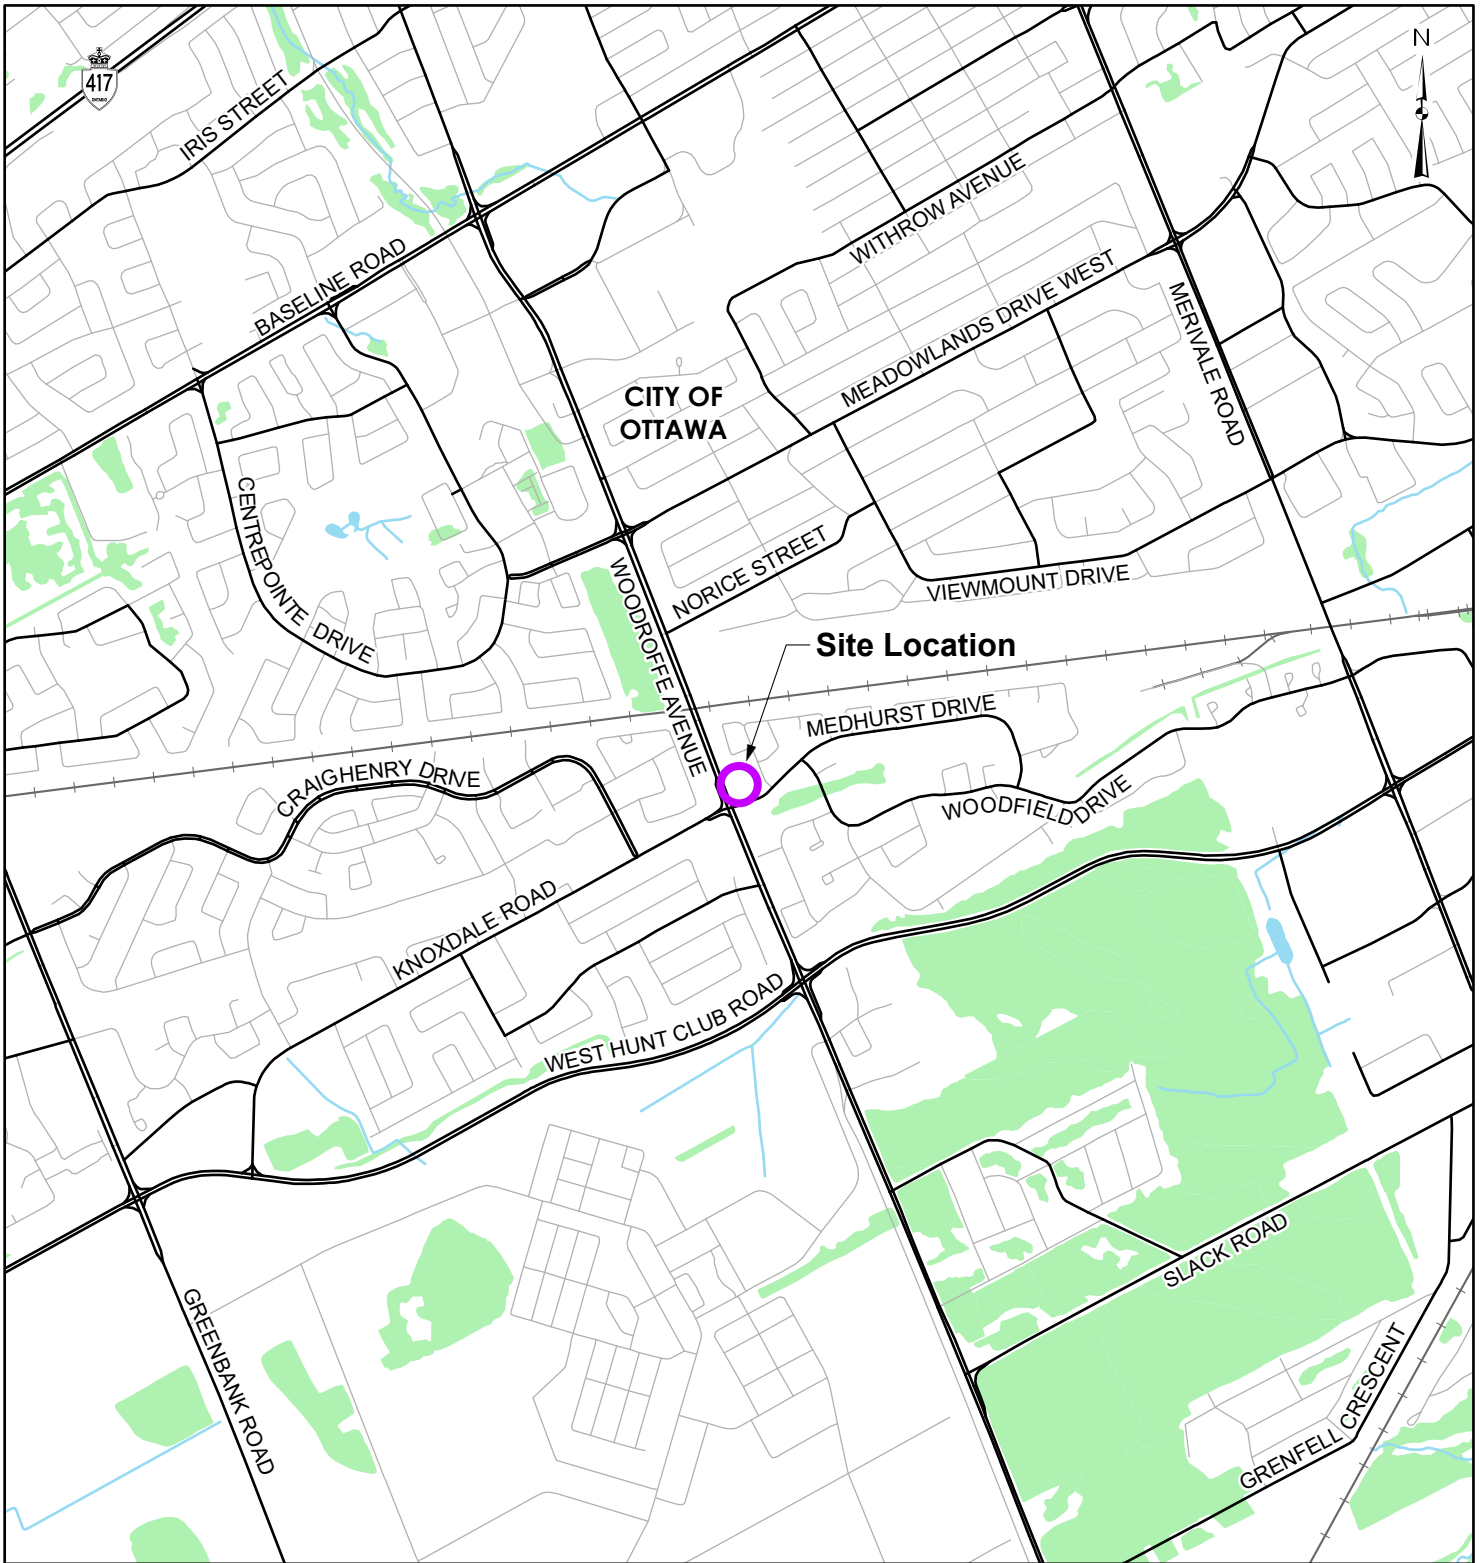 N
417
ONTARIO
IRIS STREET
WITHROW AVENUE
BASELINE ROAD
MEADOWLANDS DRIVE WEST
MERIVALE ROAD
CITY OF
OTTAWA
CENTREPOINTE DRIVE
NORICE STREET
VIEWMOUNT DRIVE
WOODROFFE AVENUE
Site Location
MEDHURST DRIVE
CRAIGHENRY DRIVE
WOODFIELD DRIVE
KNOXDALE ROAD
WEST HUNT CLUB ROAD
SLACK ROAD
GREENBANK ROAD
GRENFELL CRESCENT